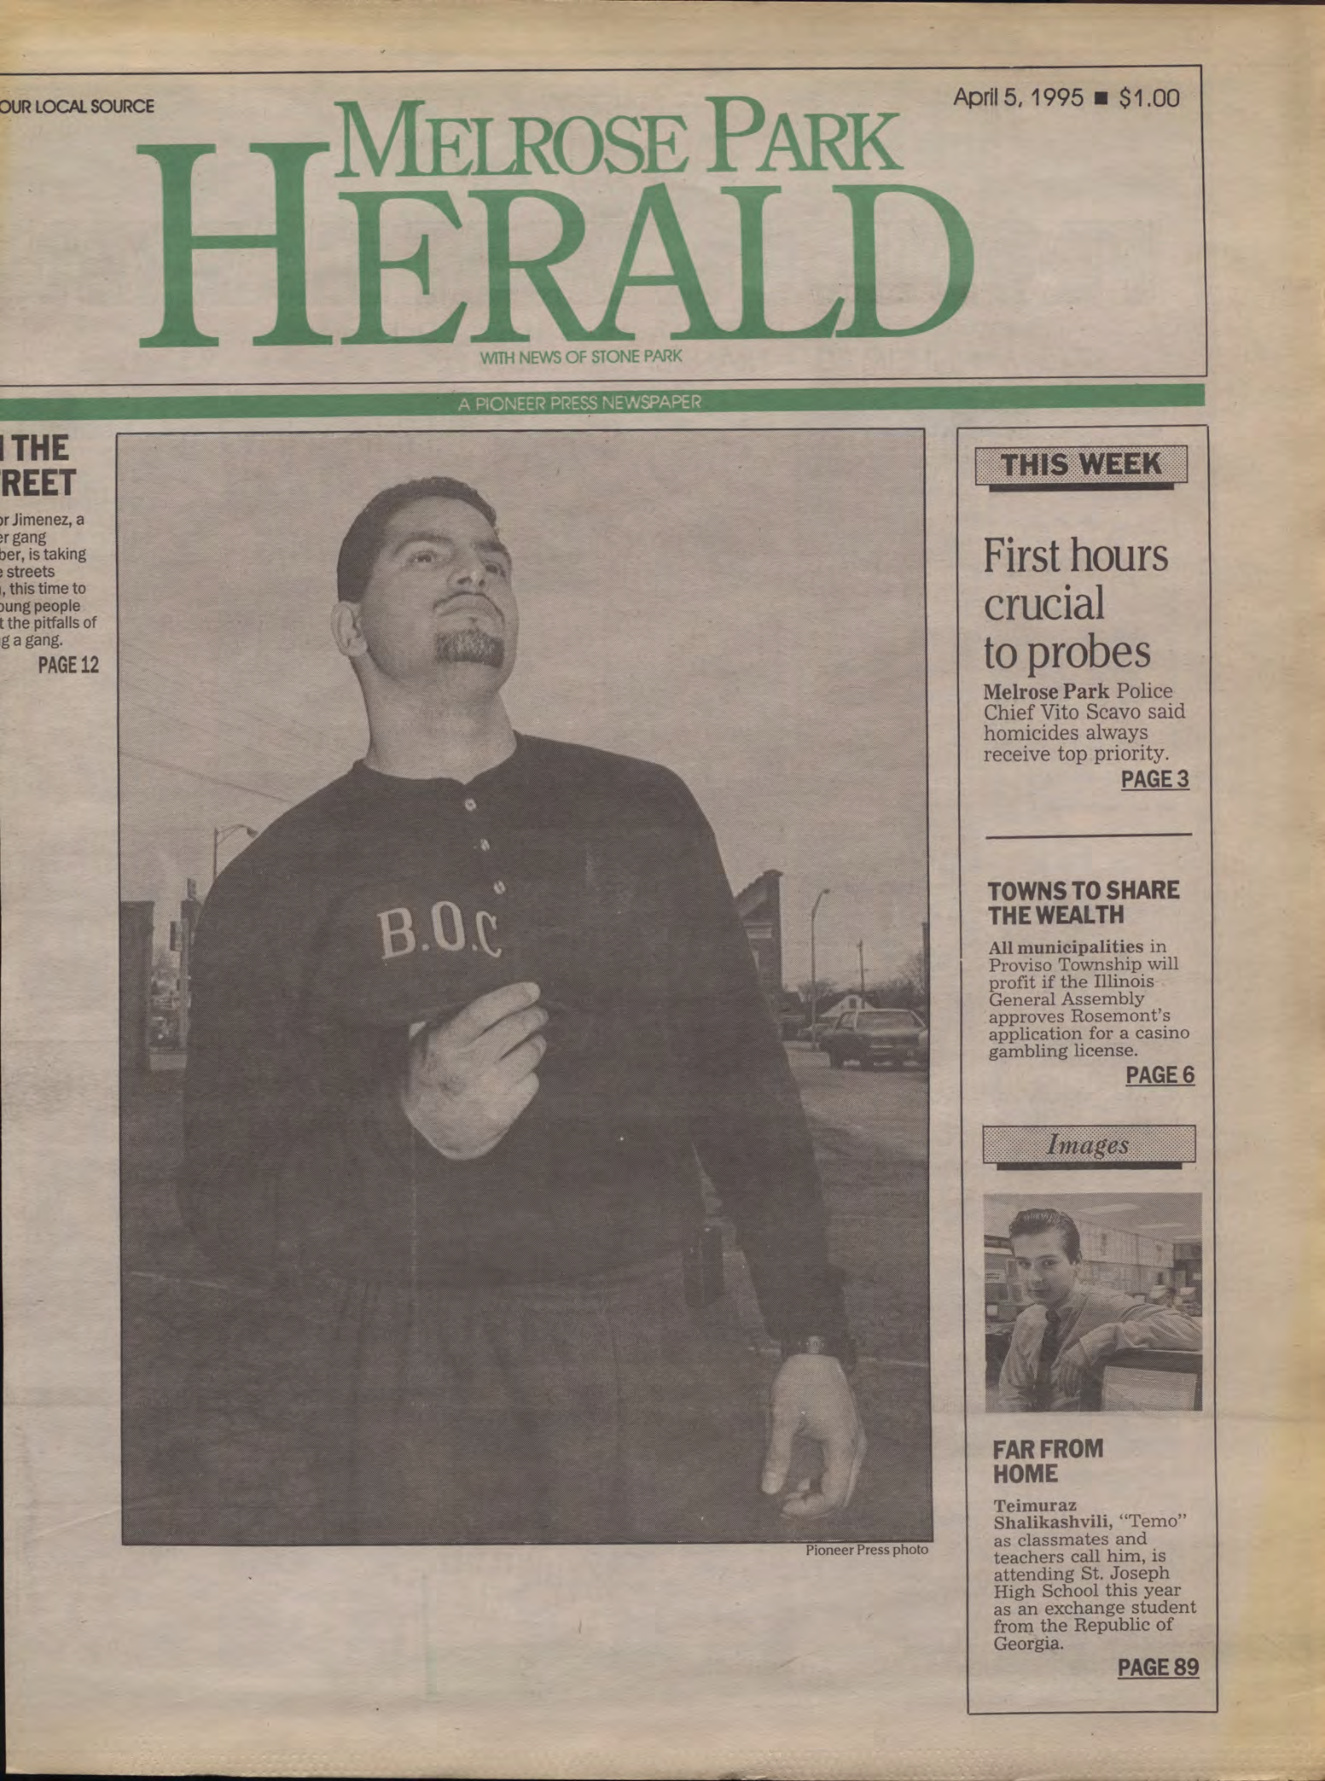 OUR LOCAL SOURCE
April 5, 1995 ■ $1.00
MELROSE PARK
HERALD
WITH NEWS OF STONE PARK
A PIONEER PRESS NEWSPAPER
THE
REET
or Jimenez, a
er gang
ber, is taking
e streets
, this time to
oung people
t the pitfalls of
g a gang.
PAGE 12
B.O.C
Pioneer Press photo
THIS WEEK
First hours
crucial
to probes
Melrose Park Police
Chief Vito Scavo said
homicides always
receive top priority.
PAGE 3
TOWNS TO SHARE
THE WEALTH
All municipalities in
Proviso Township will
profit if the Illinois
General Assembly
approves Rosemont's
application for a casino
gambling license.
PAGE 6
Images
FAR FROM
HOME
Teimuraz
Shalikashvili, “Temo”
as classmates and
teachers call him, is
attending St. Joseph
High School this year
as an exchange student
from the Republic of
Georgia.
PAGE 89